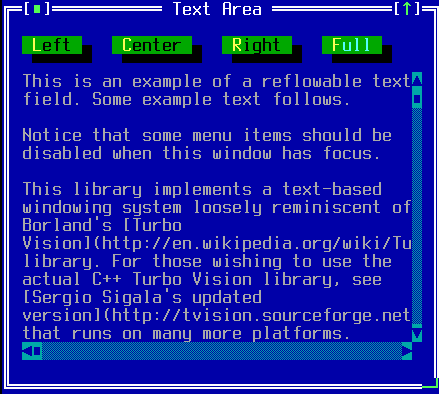 Text Area
Left Center Right Full
This is an example of a reflowable text
field. Some example text follows.
Notice that some menu items should be
disabled when this window has focus.
This library implements a text-based
windowing system loosely reminiscent of
Borland's [Turbo
Vision](http://en.wikipedia.org/wiki/Tu
library. For those wishing to use the
actual C++ Turbo Vision library, see
[Sergio Sigala's updated
version](http://tvision.sourceforge.net
that runs on many more platforms.